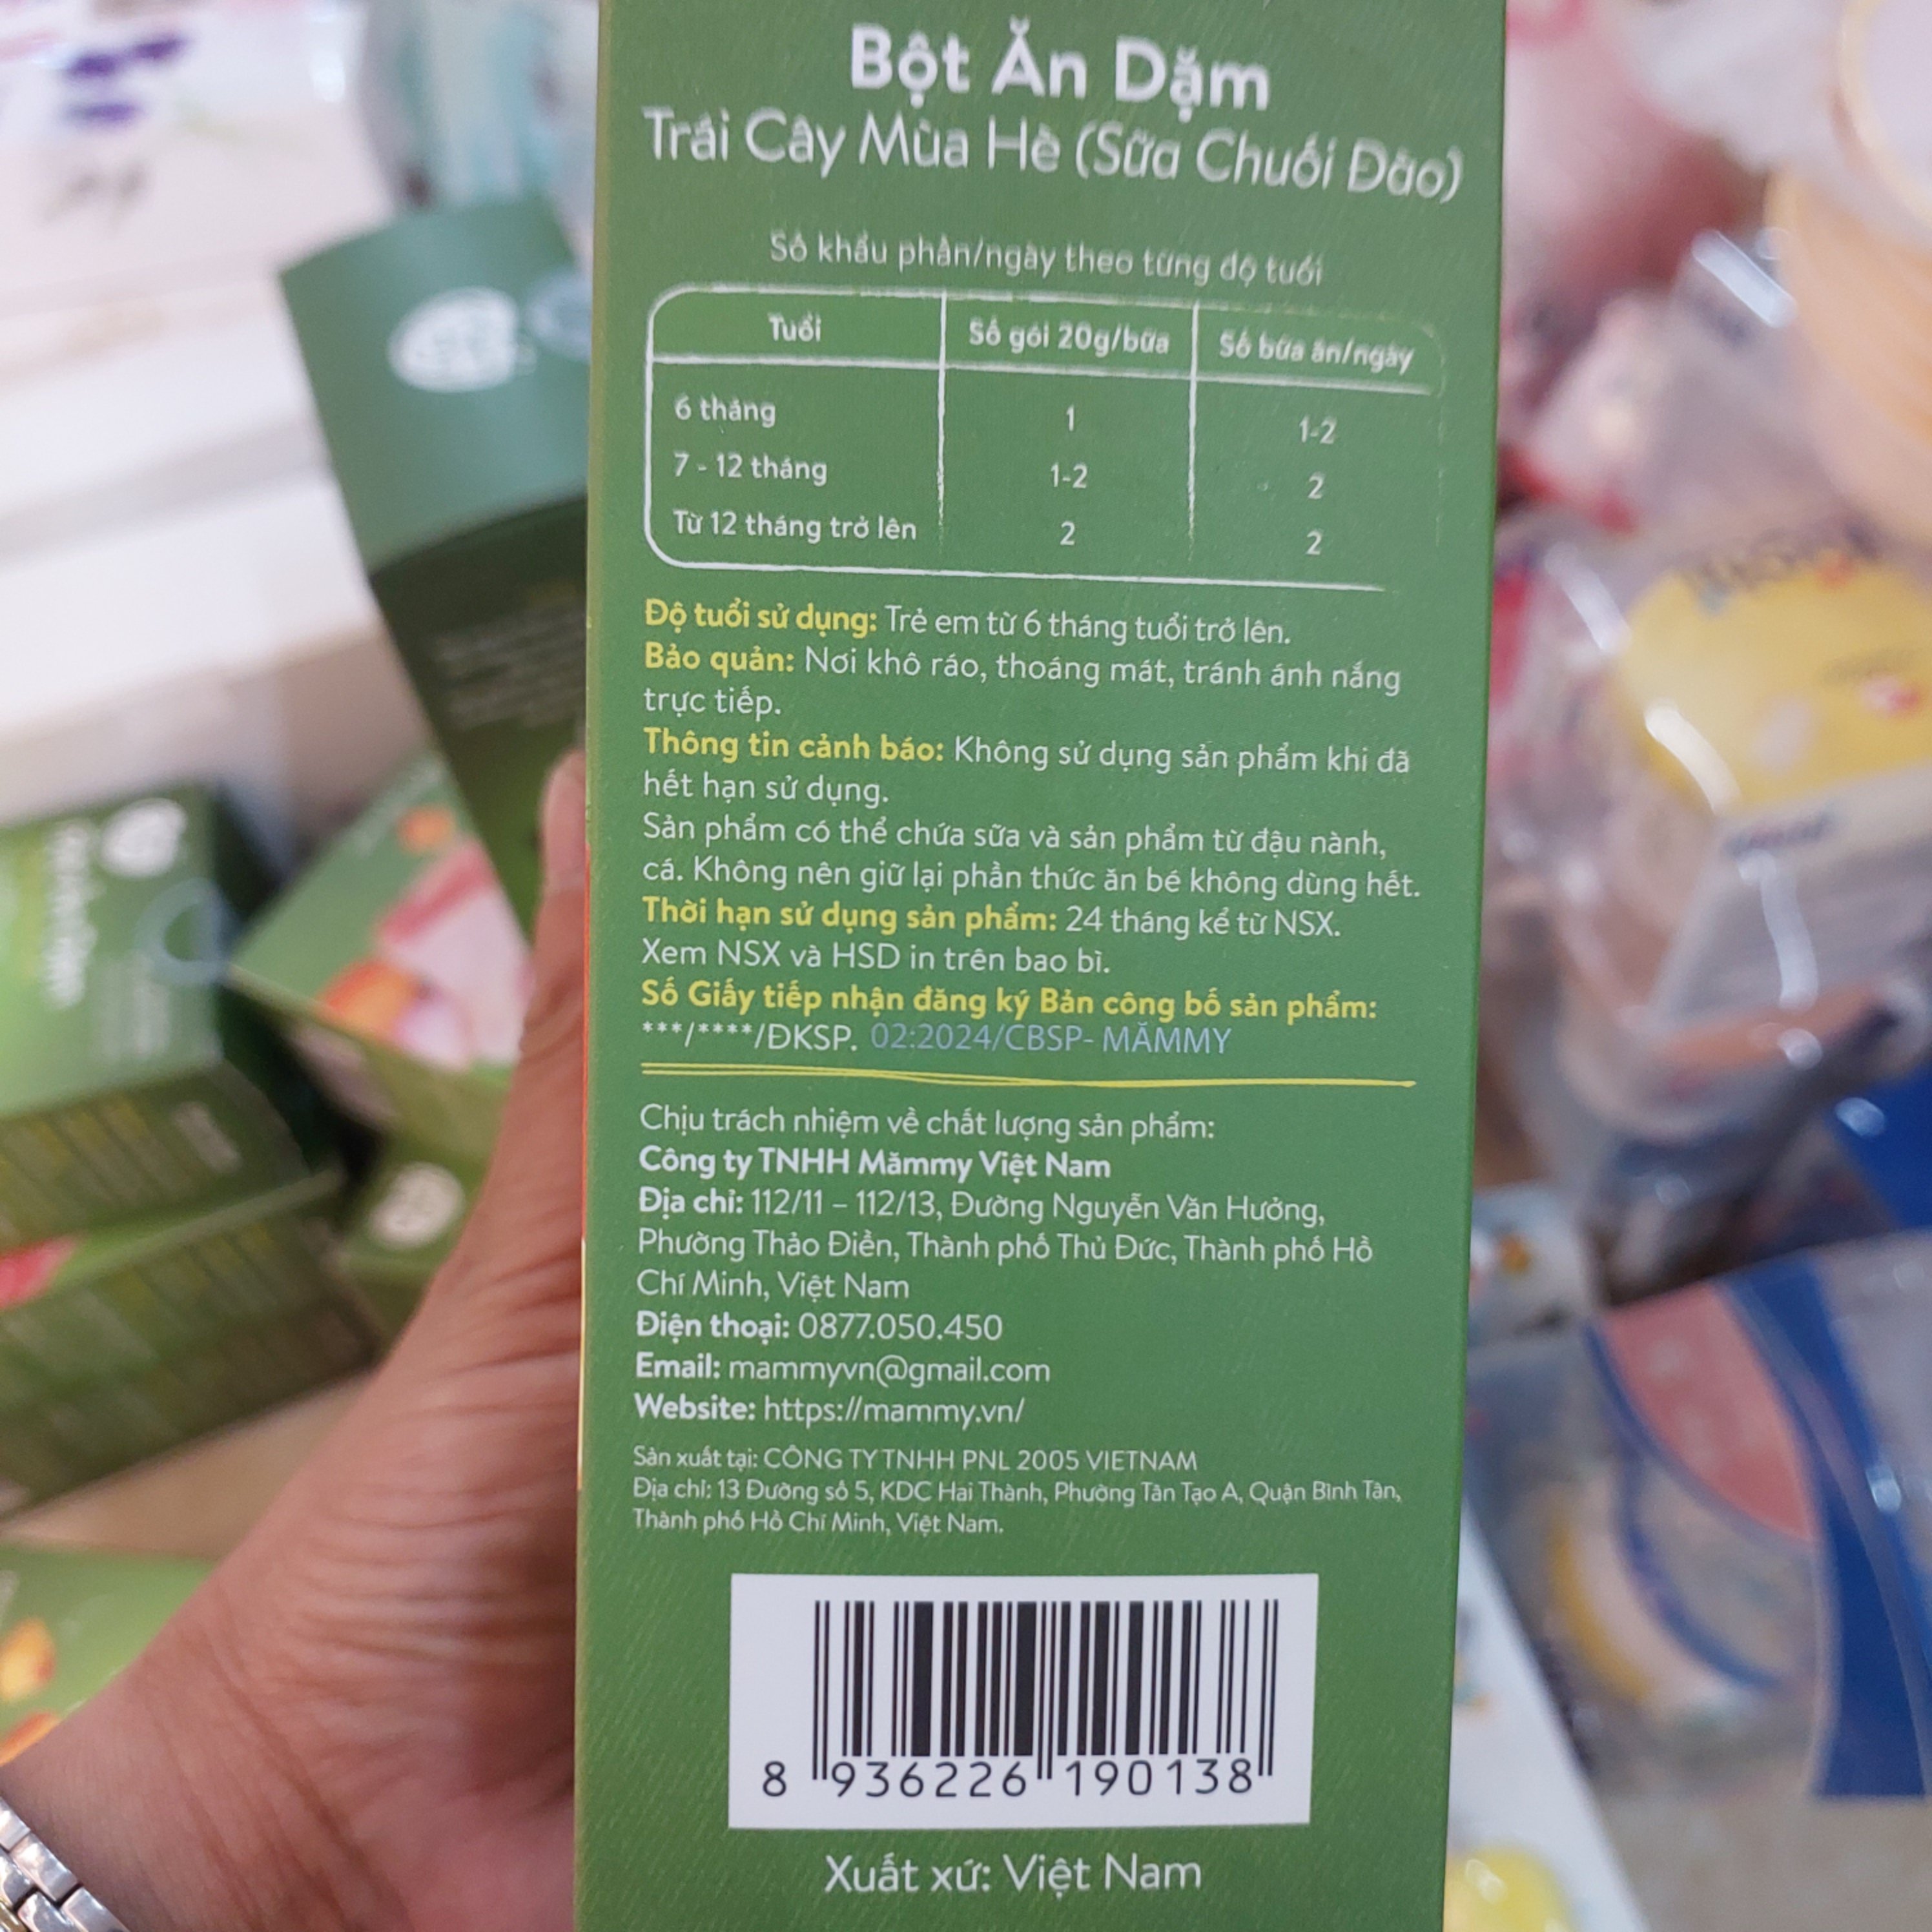 Bột Ăn Dặm
Trái Cây Mùa Hè (Sữa Chuối Đào)
Số khẩu phần/ngày theo từng độ tuổi
Tuổi Số gói 20g/bữa Số bữa ăn/ngày
6 tháng 1 1-2
7 - 12 tháng 1-2 2
Từ 12 tháng trở lên 2 2
Độ tuổi sử dụng: Trẻ em từ 6 tháng tuổi trở lên.
Bảo quản: Nơi khô ráo, thoáng mát, tránh ánh nắng
trực tiếp.
Thông tin cảnh báo: Không sử dụng sản phẩm khi đã
hết hạn sử dụng.
Sản phẩm có thể chứa sữa và sản phẩm từ đậu nành,
cá. Không nên giữ lại phần thức ăn bé không dùng hết.
Thời hạn sử dụng sản phẩm: 24 tháng kể từ NSX.
Xem NSX và HSD in trên bao bì.
Số Giấy tiếp nhận đăng ký Bản công bố sản phẩm:
***/****/ĐKSP. 02:2024/CBSP- MĂMMY
Chịu trách nhiệm về chất lượng sản phẩm:
Công ty TNHH Mămmy Việt Nam
Địa chỉ: 112/11 – 112/13, Đường Nguyễn Văn Hưởng,
Phường Thảo Điền, Thành phố Thủ Đức, Thành phố Hồ
Chí Minh, Việt Nam
Điện thoại: 0877.050.450
Email: mammyvn@gmail.com
Website: https://mammy.vn/
Sản xuất tại: CÔNG TY TNHH PNL 2005 VIETNAM
Địa chỉ: 13 Đường số 5, KDC Hai Thành, Phường Tân Tạo A, Quận Bình Tân,
Thành phố Hồ Chí Minh, Việt Nam.
8 936226 190138
Xuất xứ: Việt Nam